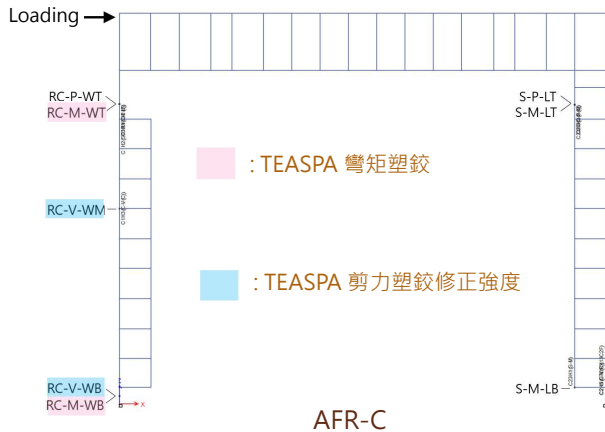 Loading
RC-P-WT
RC-M-WT
S-P-LT
S-M-LT
: TEASPA 彎矩塑鉸
RC-V-WM
: TEASPA 剪力塑鉸修正強度
RC-V-WB
RC-M-WB
S-M-LB
X
AFR-C